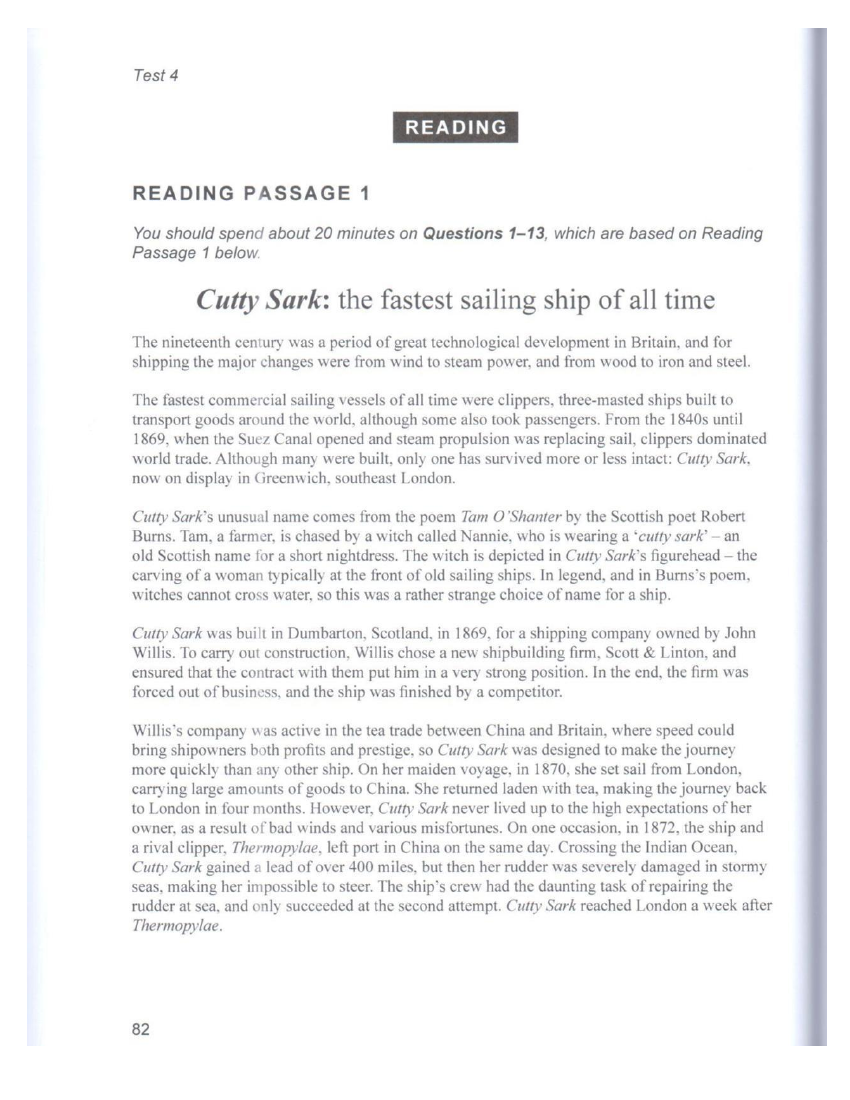 Test 4
READING
READING PASSAGE 1
You should spend about 20 minutes on Questions 1–13, which are based on Reading
Passage 1 below.
Cutty Sark: the fastest sailing ship of all time
The nineteenth century was a period of great technological development in Britain, and for
shipping the major changes were from wind to steam power, and from wood to iron and steel.
The fastest commercial sailing vessels of all time were clippers, three-masted ships built to
transport goods around the world, although some also took passengers. From the 1840s until
1869, when the Suez Canal opened and steam propulsion was replacing sail, clippers dominated
world trade. Although many were built, only one has survived more or less intact: Cutty Sark,
now on display in Greenwich, southeast London.
Cutty Sark's unusual name comes from the poem Tam O'Shanter by the Scottish poet Robert
Burns. Tam, a farmer, is chased by a witch called Nannie, who is wearing a 'cutty sark' – an
old Scottish name for a short nightdress. The witch is depicted in Cutty Sark's figurehead – the
carving of a woman typically at the front of old sailing ships. In legend, and in Burns's poem,
witches cannot cross water, so this was a rather strange choice of name for a ship.
Cutty Sark was built in Dumbarton, Scotland, in 1869, for a shipping company owned by John
Willis. To carry out construction, Willis chose a new shipbuilding firm, Scott & Linton, and
ensured that the contract with them put him in a very strong position. In the end, the firm was
forced out of business, and the ship was finished by a competitor.
Willis's company was active in the tea trade between China and Britain, where speed could
bring shipowners both profits and prestige, so Cutty Sark was designed to make the journey
more quickly than any other ship. On her maiden voyage, in 1870, she set sail from London,
carrying large amounts of goods to China. She returned laden with tea, making the journey back
to London in four months. However, Cutty Sark never lived up to the high expectations of her
owner, as a result of bad winds and various misfortunes. On one occasion, in 1872, the ship and
a rival clipper, Thermopylae, left port in China on the same day. Crossing the Indian Ocean,
Cutty Sark gained a lead of over 400 miles, but then her rudder was severely damaged in stormy
seas, making her impossible to steer. The ship's crew had the daunting task of repairing the
rudder at sea, and only succeeded at the second attempt. Cutty Sark reached London a week after
Thermopylae.
82